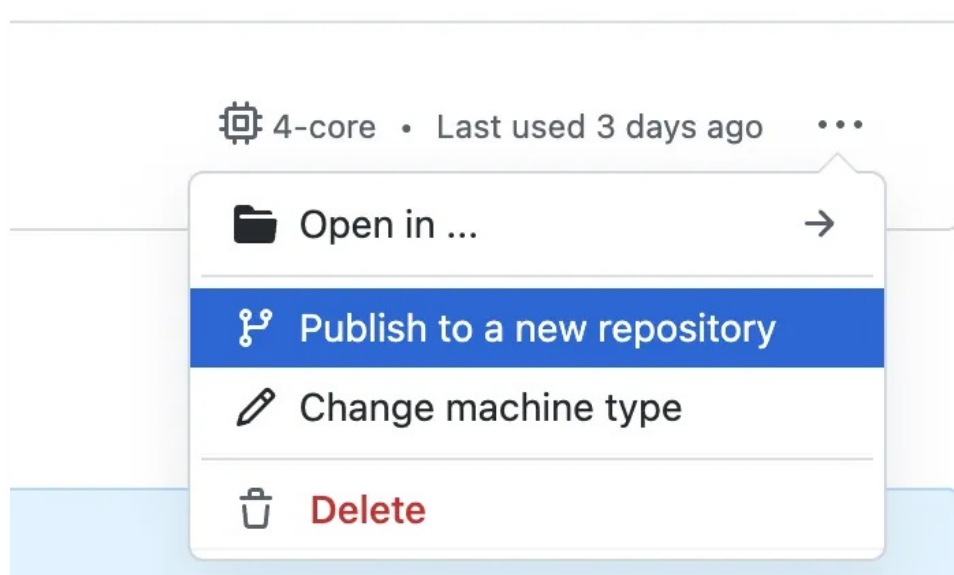 4-core • Last used 3 days ago
Open in ...
Publish to a new repository
Change machine type
Delete